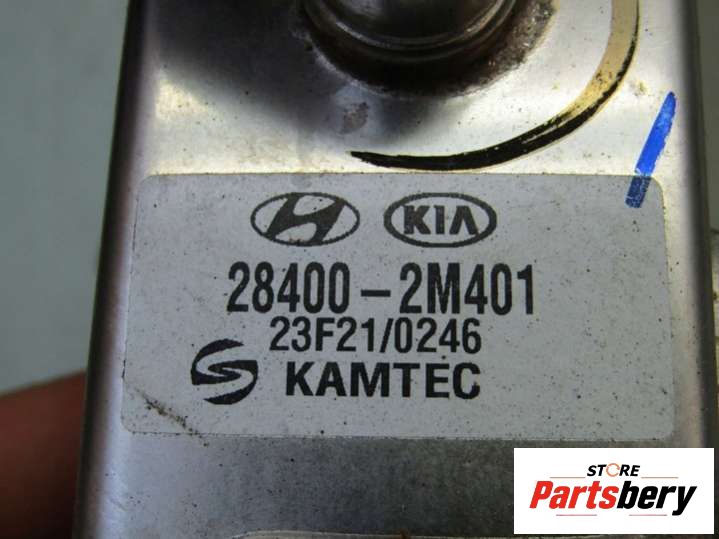 KIA
28400-2M401
23F21/0246
KAMTEC
STORE
Partsbery